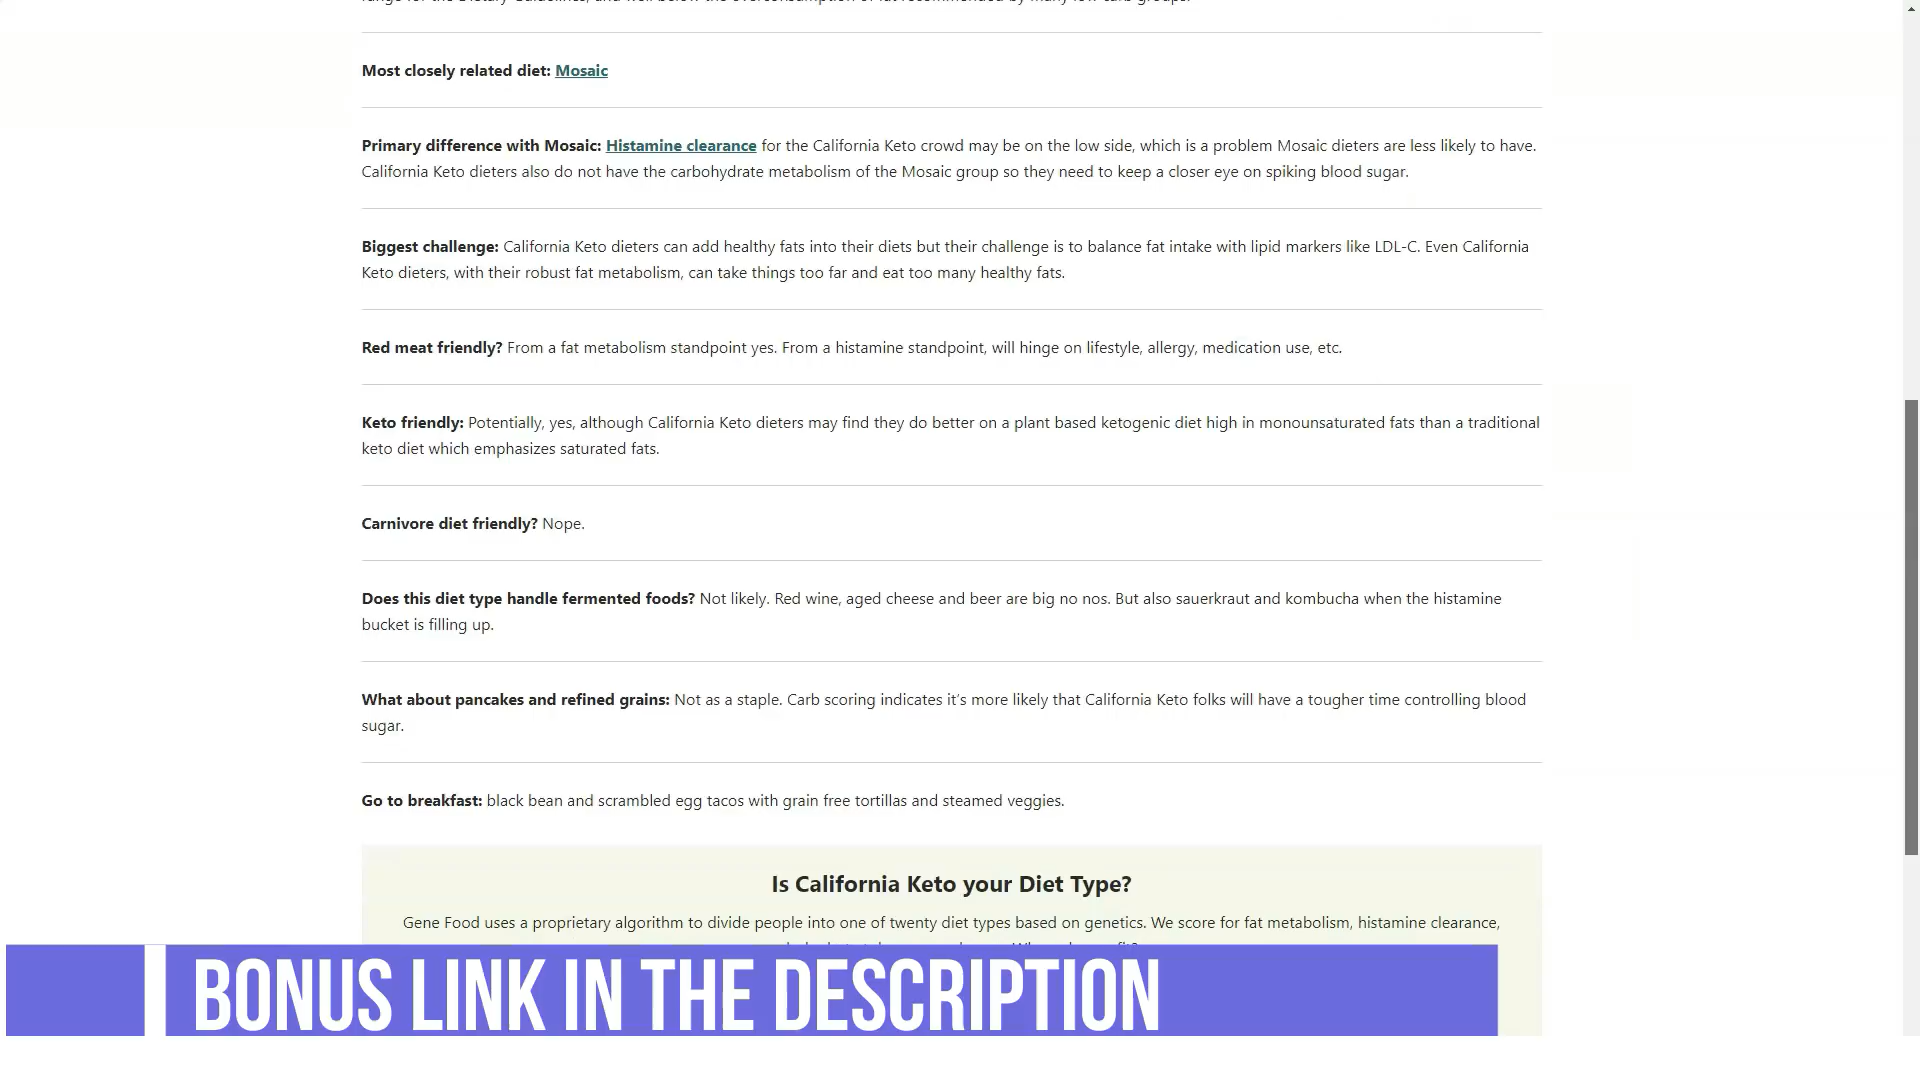 Most closely related diet: Mosaic
Primary difference with Mosaic: Histamine clearance for the California Keto crowd may be on the low side, which is a problem Mosaic dieters are less likely to have.
California Keto dieters also do not have the carbohydrate metabolism of the Mosaic group so they need to keep a closer eye on spiking blood sugar.
Biggest challenge: California Keto dieters can add healthy fats into their diets but their challenge is to balance fat intake with lipid markers like LDL-C. Even California
Keto dieters, with their robust fat metabolism, can take things too far and eat too many healthy fats.
Red meat friendly? From a fat metabolism standpoint yes. From a histamine standpoint, will hinge on lifestyle, allergy, medication use, etc.
Keto friendly: Potentially, yes, although California Keto dieters may find they do better on a plant based ketogenic diet high in monounsaturated fats than a traditional
keto diet which emphasizes saturated fats.
Carnivore diet friendly? Nope.
Does this diet type handle fermented foods? Not likely. Red wine, aged cheese and beer are big no nos. But also sauerkraut and kombucha when the histamine
bucket is filling up.
What about pancakes and refined grains: Not as a staple. Carb scoring indicates it’s more likely that California Keto folks will have a tougher time controlling blood
sugar.
Go to breakfast: black bean and scrambled egg tacos with grain free tortillas and steamed veggies.
Is California Keto your Diet Type?
Gene Food uses a proprietary algorithm to divide people into one of twenty diet types based on genetics. We score for fat metabolism, histamine clearance,
BONUS LINK IN THE DESCRIPTION